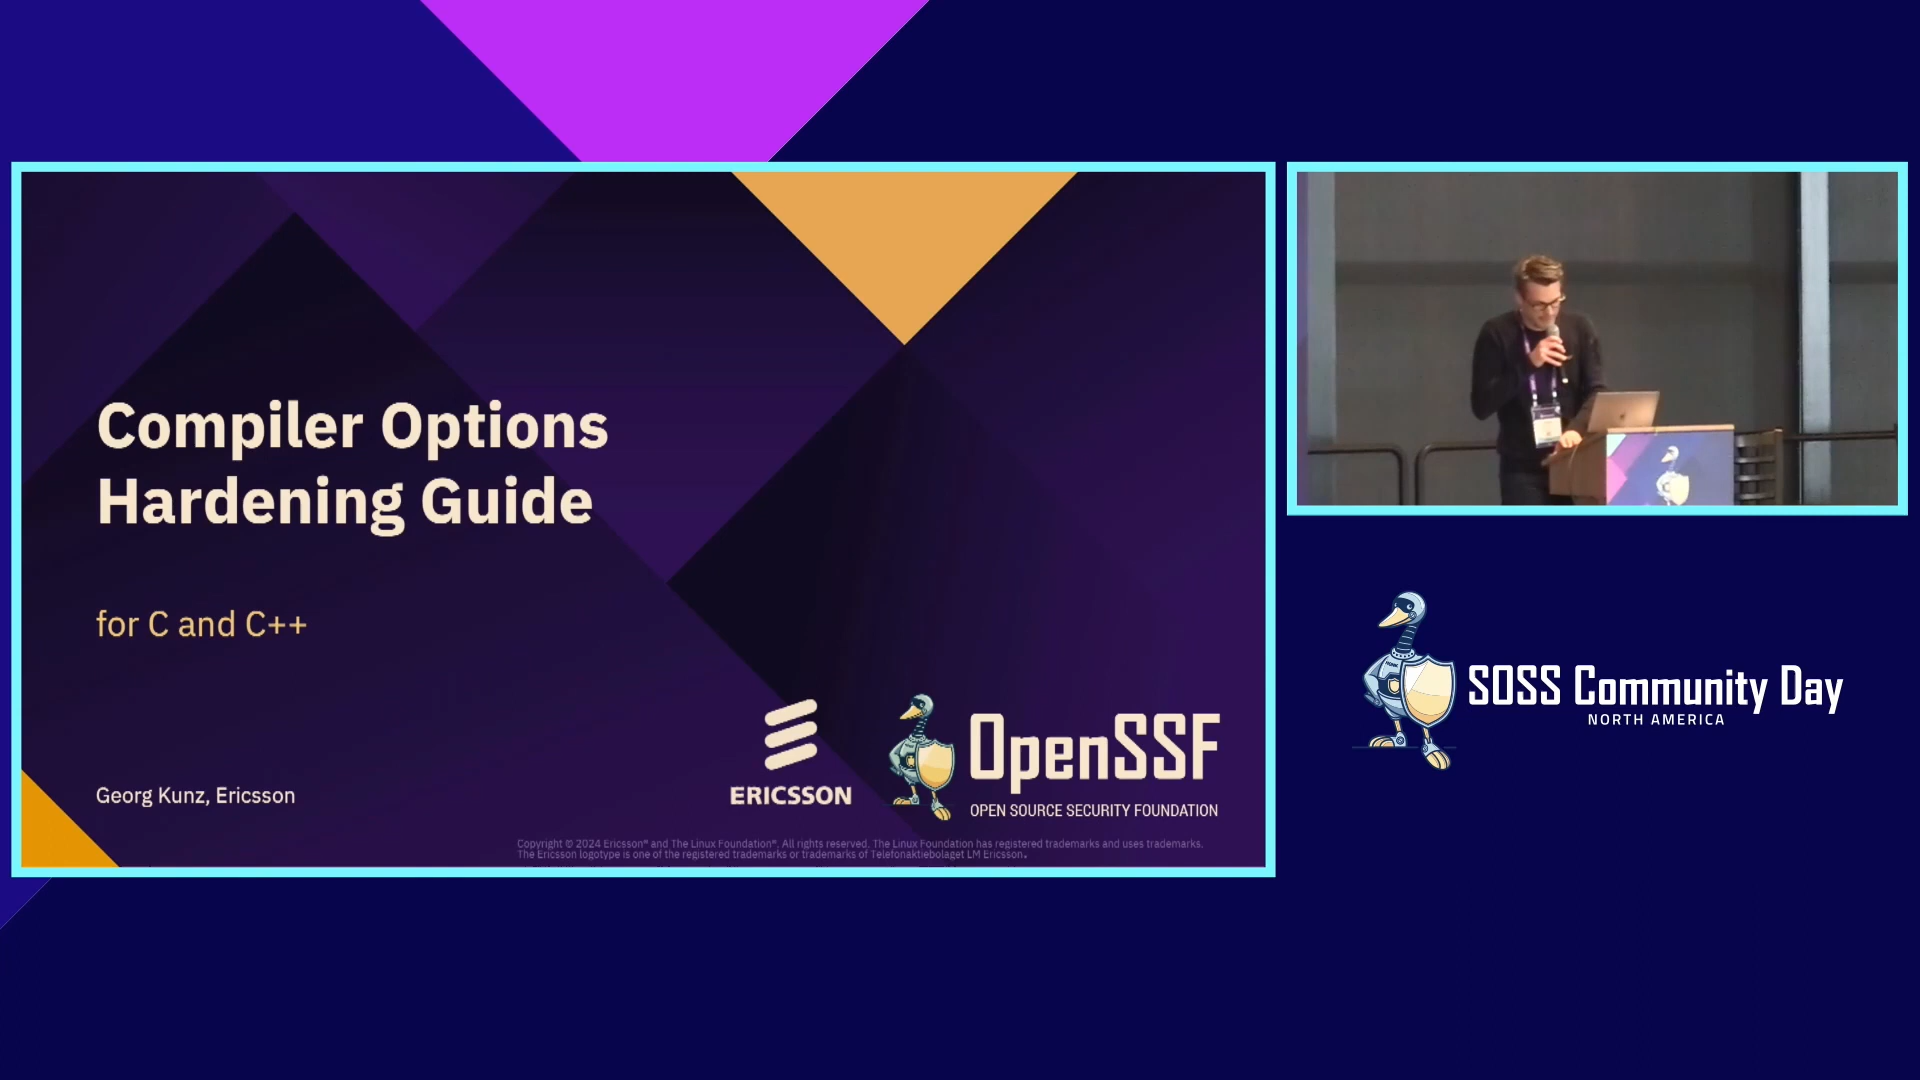 Compiler Options
Hardening Guide
for C and C++
Georg Kunz, Ericsson
ERICSSON
OpenSSF
OPEN SOURCE SECURITY FOUNDATION
Copyright © 2024 Ericsson® and The Linux Foundation®. All rights reserved. The Linux Foundation has registered trademarks and uses trademarks.
The Ericsson logotype is one of the registered trademarks or trademarks of Telefonaktiebolaget LM Ericsson.
SOSS Community Day
NORTH AMERICA